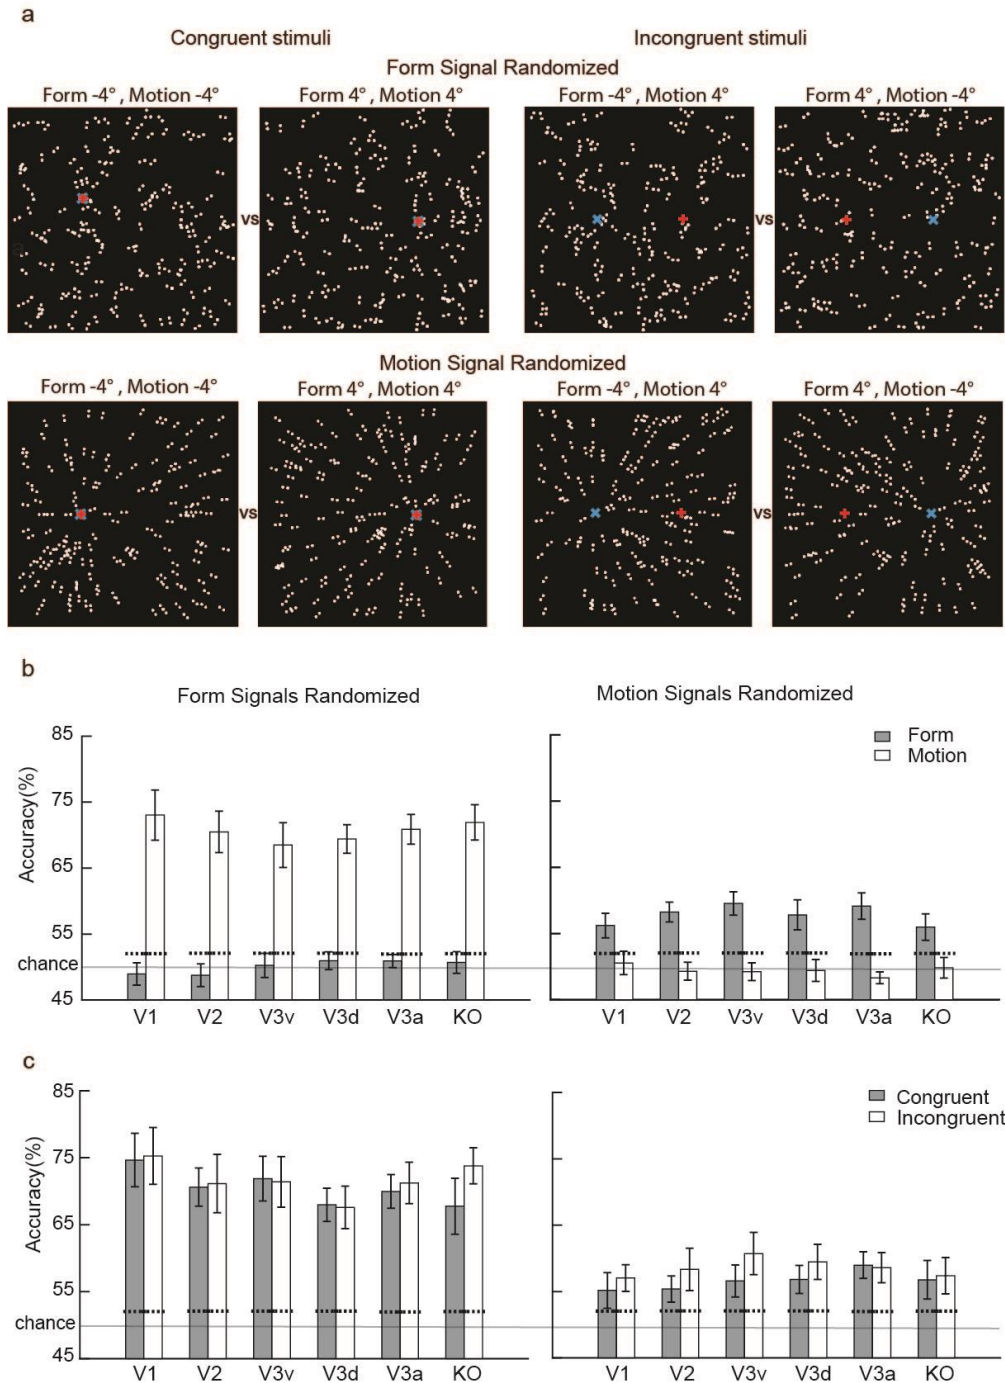 a
Congruent stimuli Incongruent stimuli
Form Signal Randomized
Form -4° , Motion -4° Form 4° , Motion 4° Form -4° , Motion 4° Form 4° , Motion -4°
vs vs
a
Motion Signal Randomized
Form -4° , Motion -4° Form 4° , Motion 4° Form -4° , Motion 4° Form 4° , Motion -4°
vs vs
b
Form Signals Randomized Motion Signals Randomized
85
Form
Motion
75
Accuracy(%)
65
55
chance
45
V1 V2 V3v V3d V3a KO V1 V2 V3v V3d V3a KO
c
85
Congruent
Incongruent
75
Accuracy(%)
65
55
chance
45
V1 V2 V3v V3d V3a KO V1 V2 V3v V3d V3a KO